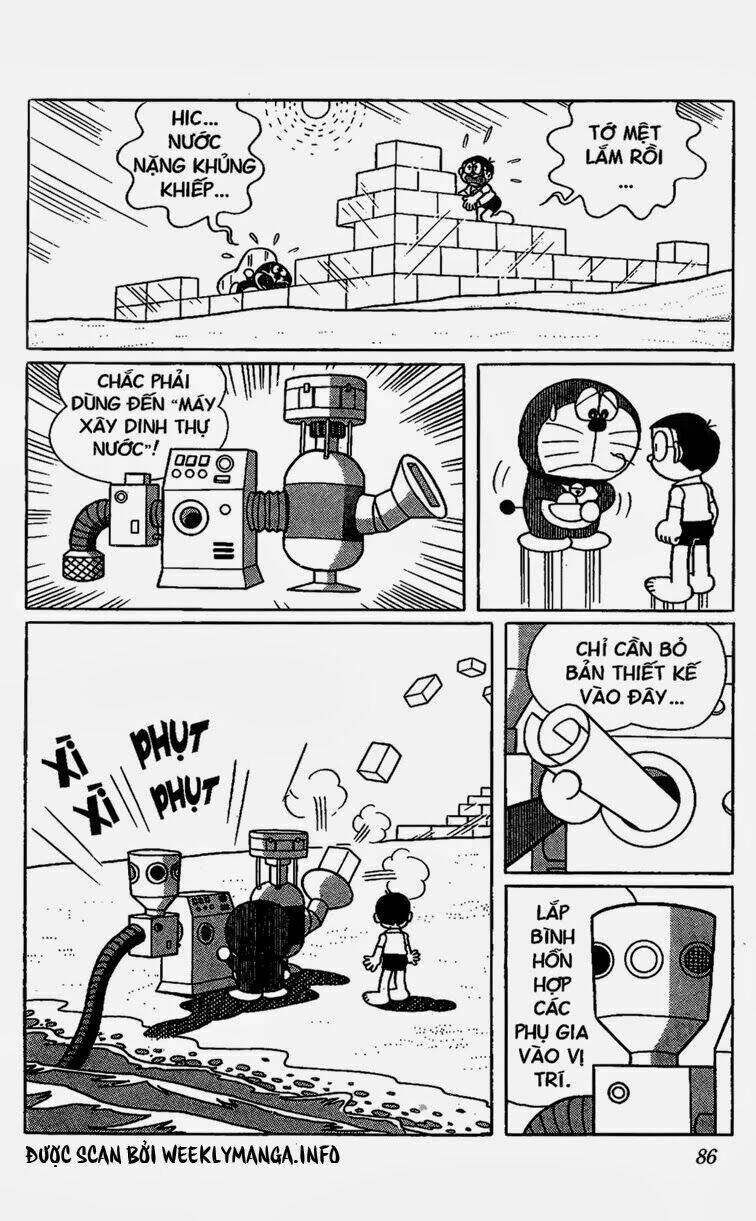 HIC...
NƯỚC
NẶNG KHỦNG
KHIẾP...
TỚ MỆT
LẮM RỒI
...
CHẮC PHẢI
DÙNG ĐẾN "MÁY
XÂY DINH THỰ
NƯỚC"!
CHỈ CẦN BỎ
BẢN THIẾT KẾ
VÀO ĐÂY...
LẮP
BÌNH
HỖN
HỢP
CÁC
PHỤ GIA
VÀO VỊ
TRÍ.
XÌ
XÌ
PHỤT
PHỤT
ĐƯỢC SCAN BỞI WEEKLYMANGA.INFO
86